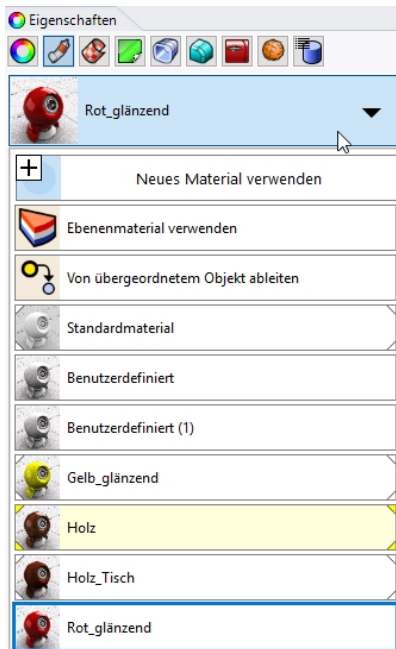 Eigenschaften
Rot_glänzend
Neues Material verwenden
Ebenenmaterial verwenden
Von übergeordnetem Objekt ableiten
Standardmaterial
Benutzerdefiniert
Benutzerdefiniert (1)
Gelb_glänzend
Holz
Holz_Tisch
Rot_glänzend